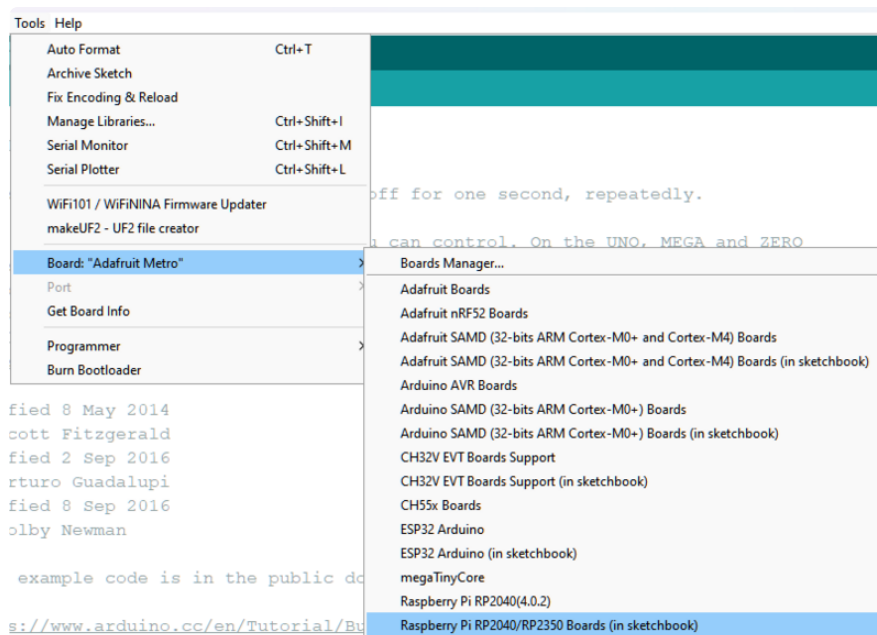 Tools Help
Auto Format Ctrl+T
Archive Sketch
Fix Encoding & Reload
Manage Libraries... Ctrl+Shift+I
Serial Monitor Ctrl+Shift+M
Serial Plotter Ctrl+Shift+L
off for one second, repeatedly.
WiFi101 / WiFiNINA Firmware Updater
makeUF2 - UF2 file creator
can control. On the UNO, MEGA and ZERO
Board: "Adafruit Metro"
Port
Get Board Info
Programmer
Burn Bootloader
Boards Manager...
Adafruit Boards
Adafruit nRF52 Boards
Adafruit SAMD (32-bits ARM Cortex-M0+ and Cortex-M4) Boards
Adafruit SAMD (32-bits ARM Cortex-M0+ and Cortex-M4) Boards (in sketchbook)
Arduino AVR Boards
Arduino SAMD (32-bits ARM Cortex-M0+) Boards
Arduino SAMD (32-bits ARM Cortex-M0+) Boards (in sketchbook)
CH32V EVT Boards Support
CH32V EVT Boards Support (in sketchbook)
CH55x Boards
ESP32 Arduino
ESP32 Arduino (in sketchbook)
megaTinyCore
Raspberry Pi RP2040(4.0.2)
Raspberry Pi RP2040/RP2350 Boards (in sketchbook)
fied 8 May 2014
cott Fitzgerald
fied 2 Sep 2016
rturo Guadalupi
fied 8 Sep 2016
olby Newman
example code is in the public do
s://www.arduino.cc/en/Tutorial/Bu